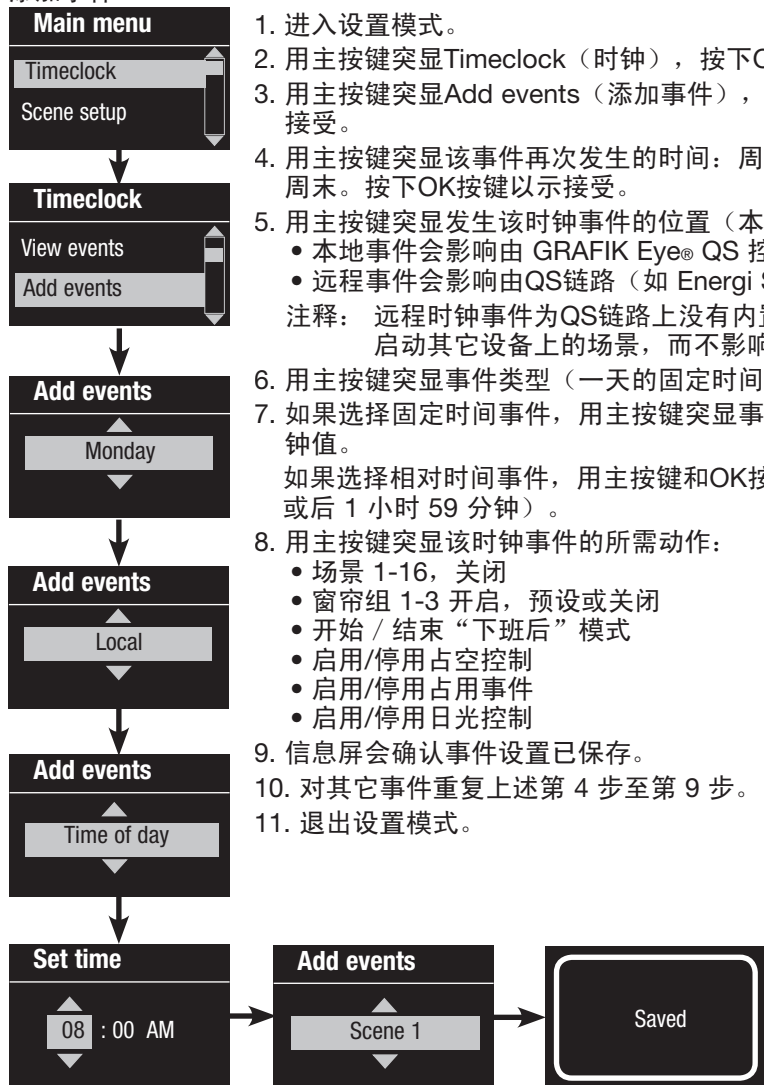 Main menu
Timeclock
Scene setup
Timeclock
View events
Add events
Add events
Monday
Add events
Local
Add events
Time of day
Set time
08 : 00 AM
Add events
Scene 1
Saved
1. 进入设置模式。
2. 用主按键突显Timeclock（时钟），按下
3. 用主按键突显Add events（添加事件），
接受。
4. 用主按键突显该事件再次发生的时间：周
周末。按下OK按键以示接受。
5. 用主按键突显发生该时钟事件的位置（本
• 本地事件会影响由 GRAFIK Eye® QS 控
• 远程事件会影响由QS链路（如 Energi
注释： 远程时钟事件为QS链路上没有内置
启动其它设备上的场景，而不影响
6. 用主按键突显事件类型（一天的固定时间
7. 如果选择固定时间事件，用主按键突显事
钟值。
如果选择相对时间事件，用主按键和OK按
或后 1 小时 59 分钟）。
8. 用主按键突显该时钟事件的所需动作：
• 场景 1-16，关闭
• 窗帘组 1-3 开启，预设或关闭
• 开始 / 结束“下班后”模式
• 启用/停用占空控制
• 启用/停用占用事件
• 启用/停用日光控制
9. 信息屏会确认事件设置已保存。
10. 对其它事件重复上述第 4 步至第 9 步。
11. 退出设置模式。